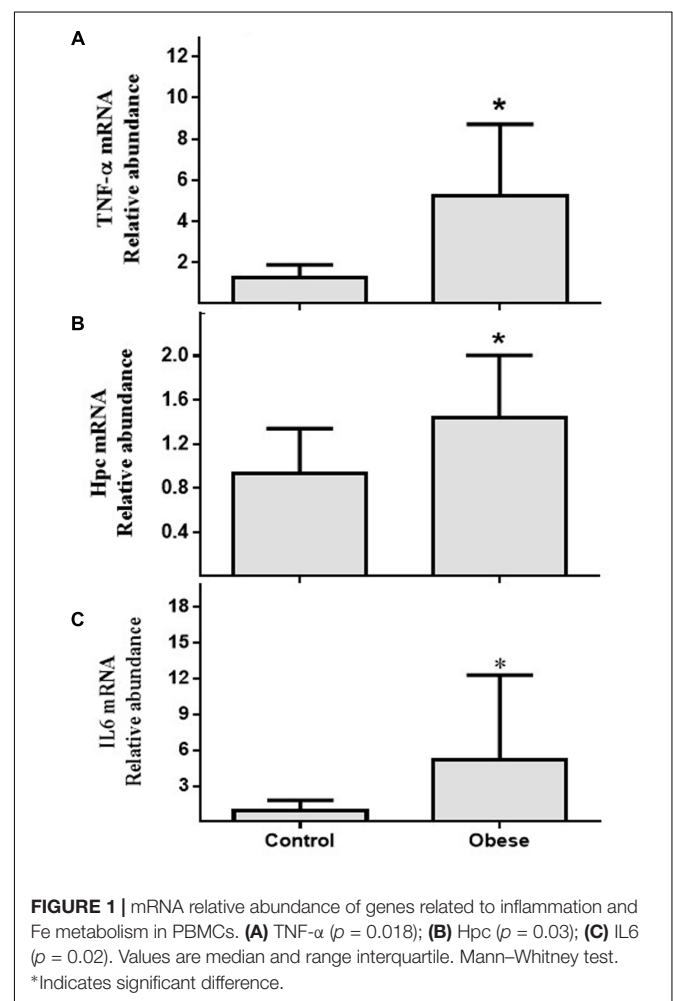 A
TNF-α mRNA
Relative abundance
12
10
8
6
4
2
*
B
Hpc mRNA
Relative abundance
2.0
1.6
1.2
0.8
0.4
*
C
IL6 mRNA
Relative abundance
18
15
12
9
6
3
*
Control Obese
FIGURE 1 | mRNA relative abundance of genes related to inflammation and
Fe metabolism in PBMCs. (A) TNF-α (p = 0.018); (B) Hpc (p = 0.03); (C) IL6
(p = 0.02). Values are median and range interquartile. Mann–Whitney test.
*Indicates significant difference.